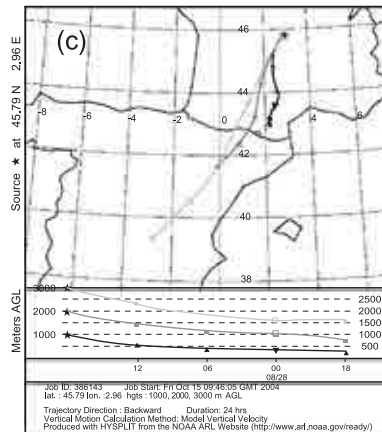 (c)
46
44
-8 -6 -4 -2 0 2 4 6
42
40
38
Source ★ at 45.79 N 2.96 E
3000
2000
1000
2500
2000
1500
1000
500
Meters AGL
12 06 00 18
08/28
Job ID: 386143 Job Start: Fri Oct 15 09:46:05 GMT 2004
lat. : 45.79 lon.:2.96 hgts : 1000, 2000, 3000 m AGL
Trajectory Direction : Backward Duration: 24 hrs
Vertical Motion Calculation Method: Model Vertical Velocity
Produced with HYSPLIT from the NOAA ARL Website (http://www.arl.noaa.gov/ready/)